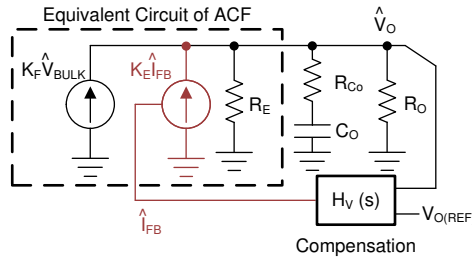 Equivalent Circuit of ACF
V̂O
KFV̂BULK
KEÎFB
RE
RCo
CO
RO
ÎFB
HV (s)
VO(REF
Compensation